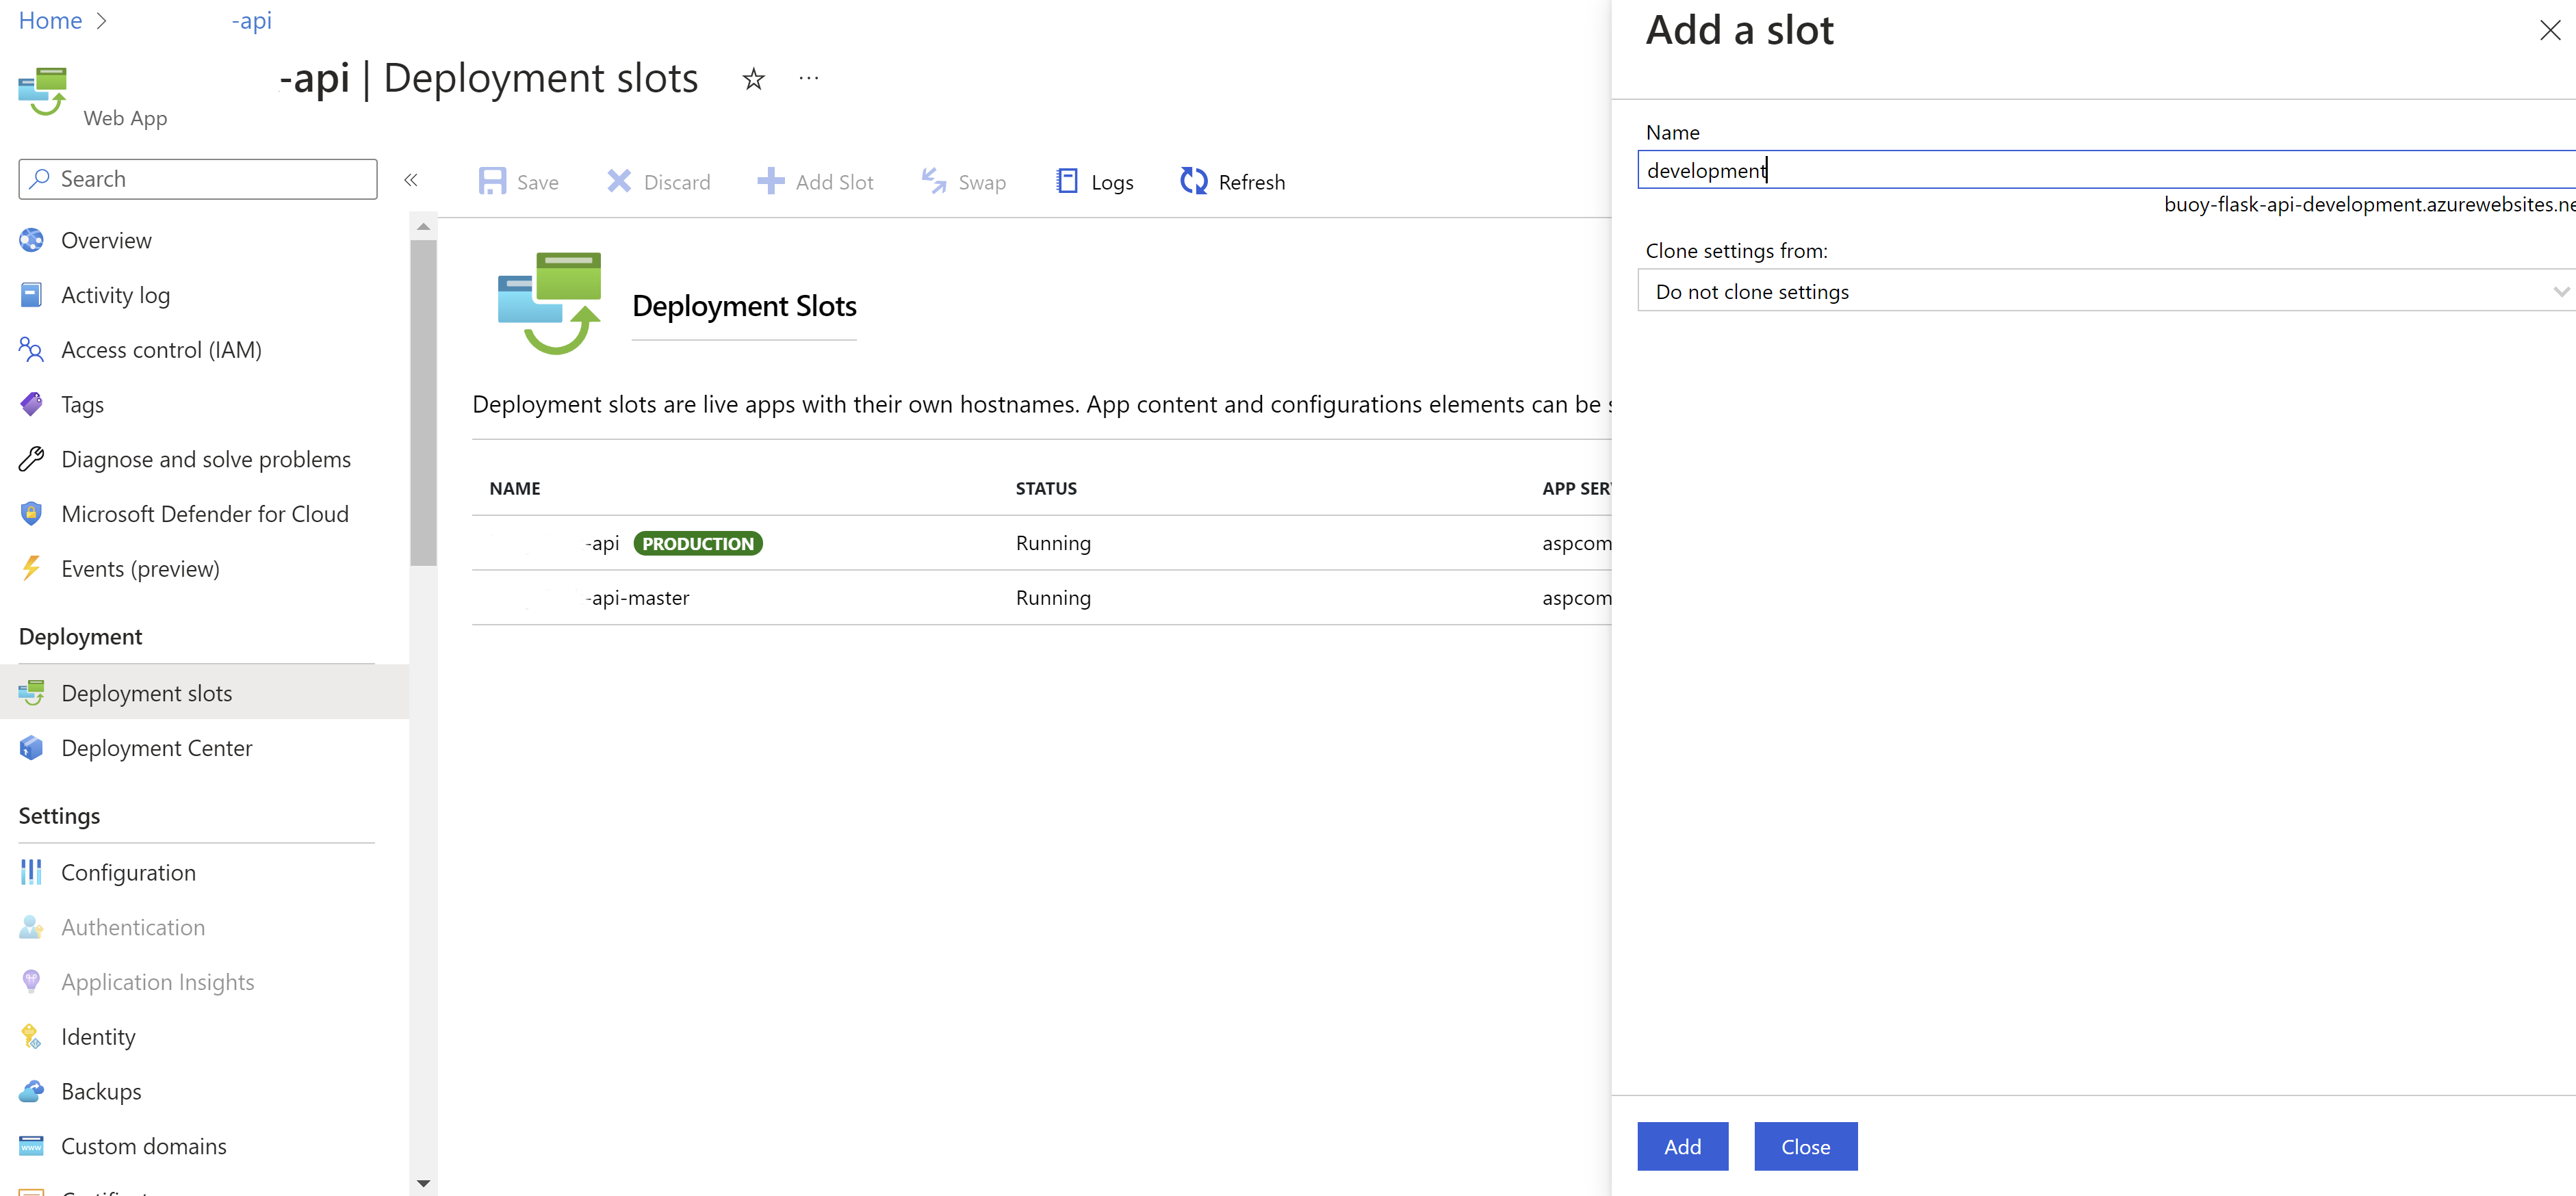 Home > -api
-api | Deployment slots ☆ ···
Web App
Search «
Overview
Activity log
Access control (IAM)
Tags
Diagnose and solve problems
Microsoft Defender for Cloud
Events (preview)
Deployment
Deployment slots
Deployment Center
Settings
Configuration
Authentication
Application Insights
Identity
Backups
Custom domains
Save Discard Add Slot Swap Logs Refresh
Deployment Slots
Deployment slots are live apps with their own hostnames. App content and configurations elements can be
NAME STATUS APP SER
-api PRODUCTION Running aspcom
-api-master Running aspcom
Add a slot
Name
development
buoy-flask-api-development.azurewebsites.ne
Clone settings from:
Do not clone settings
Add Close